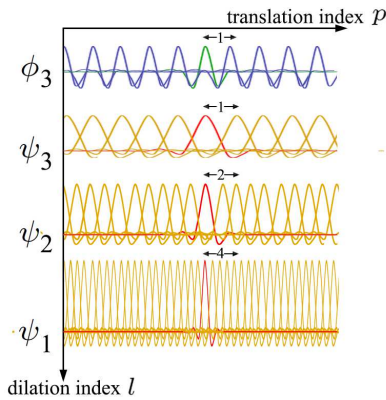 translation index p
1
ϕ3
1
ψ3
2
ψ2
4
ψ1
dilation index l